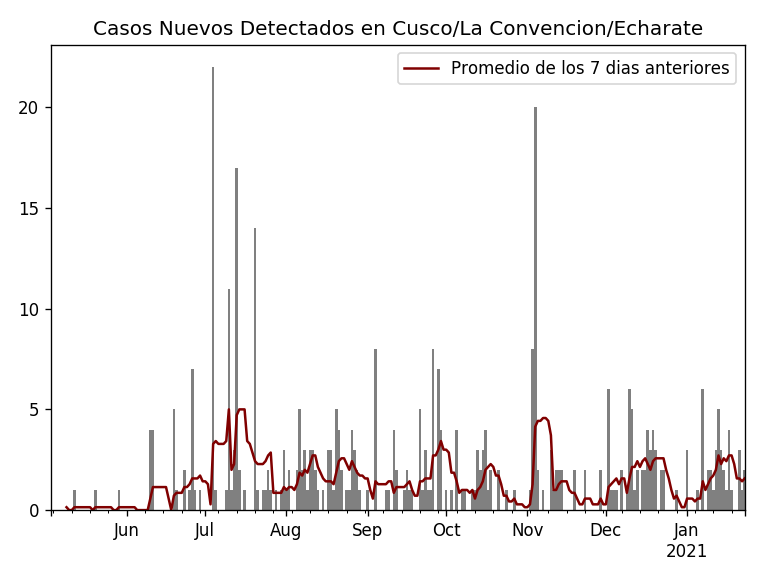 Casos Nuevos Detectados en Cusco/La Convencion/Echarate
Promedio de los 7 dias anteriores
20
15
10
5
0
Jun Jul Aug Sep Oct Nov Dec Jan
2021